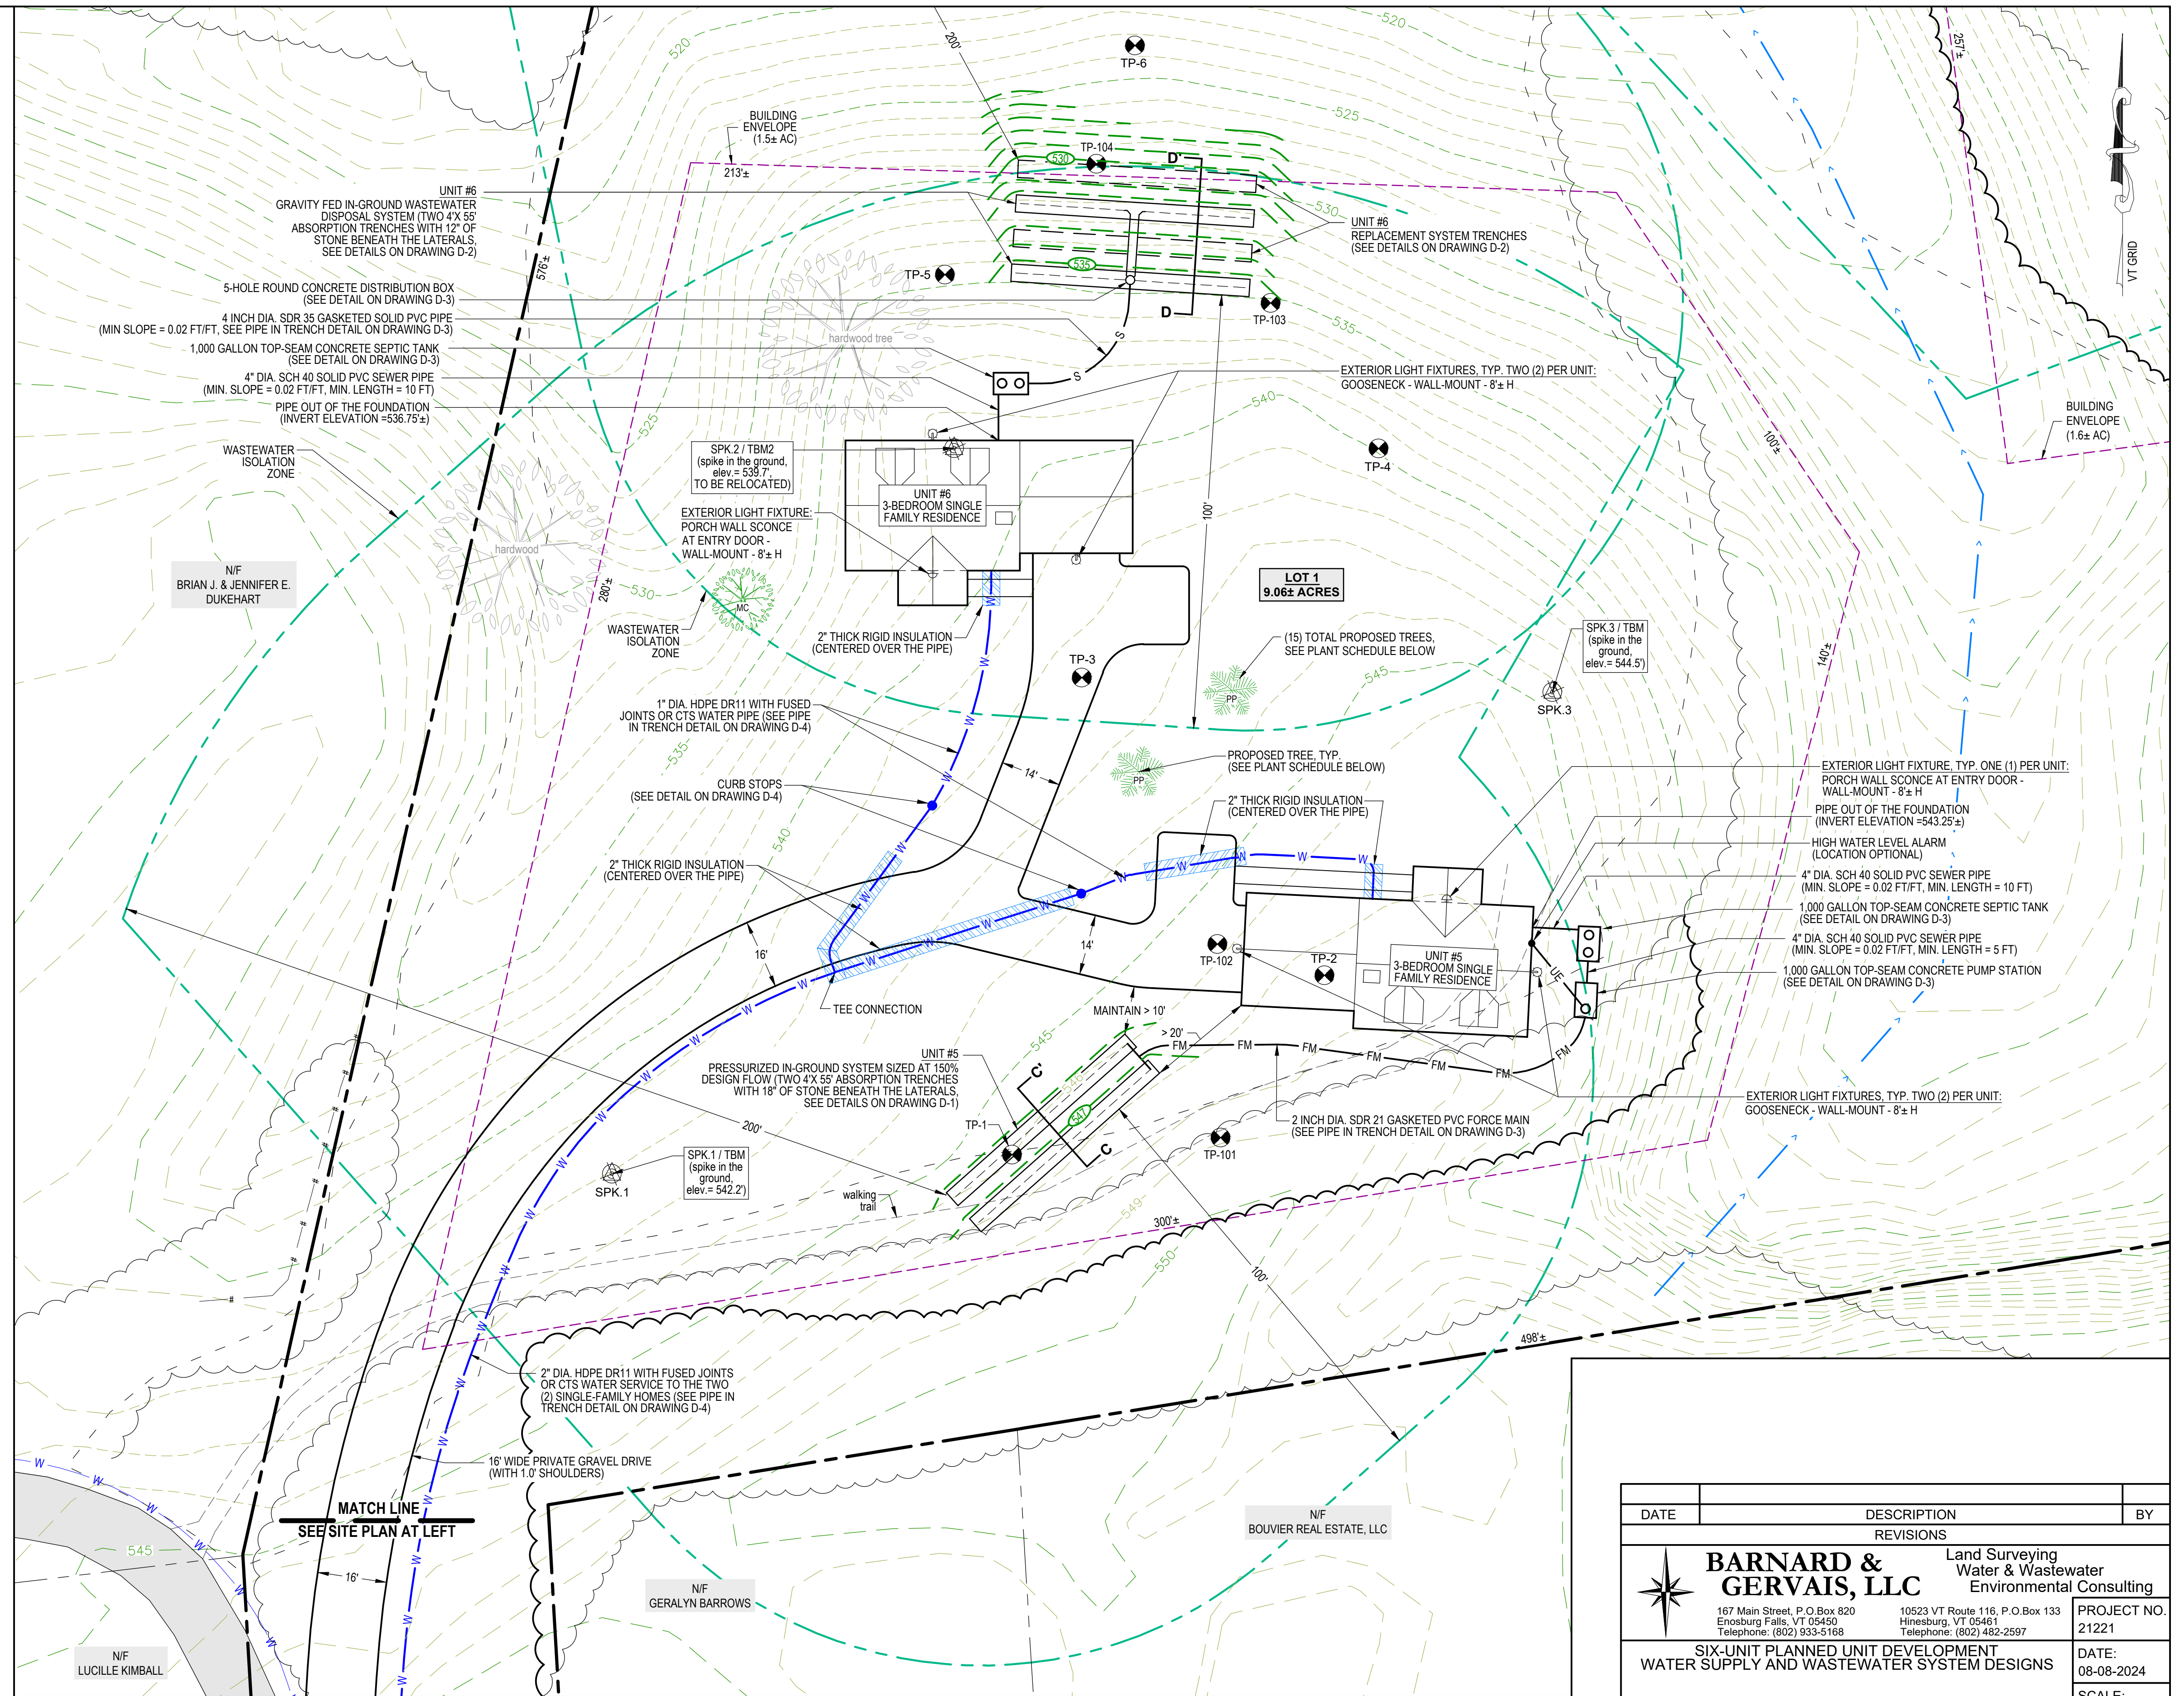 520
520
200'
TP-6
257'±
BUILDING
ENVELOPE
(1.5± AC)
213'±
525
TP-104
530
D'
UNIT #6
GRAVITY FED IN-GROUND WASTEWATER
DISPOSAL SYSTEM (TWO 4'X 55'
ABSORPTION TRENCHES WITH 12" OF
STONE BENEATH THE LATERALS,
SEE DETAILS ON DRAWING D-2)
530
UNIT #6
REPLACEMENT SYSTEM TRENCHES
(SEE DETAILS ON DRAWING D-2)
VT GRID
576'±
TP-5
535
5-HOLE ROUND CONCRETE DISTRIBUTION BOX
(SEE DETAIL ON DRAWING D-3)
D
TP-103
535
4 INCH DIA. SDR 35 GASKETED SOLID PVC PIPE
(MIN SLOPE = 0.02 FT/FT, SEE PIPE IN TRENCH DETAIL ON DRAWING D-3)
hardwood tree
S
S
1,000 GALLON TOP-SEAM CONCRETE SEPTIC TANK
(SEE DETAIL ON DRAWING D-3)
4" DIA. SCH 40 SOLID PVC SEWER PIPE
(MIN. SLOPE = 0.02 FT/FT, MIN. LENGTH = 10 FT)
PIPE OUT OF THE FOUNDATION
(INVERT ELEVATION =536.75'±)
EXTERIOR LIGHT FIXTURES, TYP. TWO (2) PER UNIT:
GOOSENECK - WALL-MOUNT - 8'± H
540
525
BUILDING
ENVELOPE
(1.6± AC)
100'±
WASTEWATER
ISOLATION
ZONE
SPK.2 / TBM2
(spike in the ground,
elev.= 539.7',
TO BE RELOCATED)
TP-4
UNIT #6
3-BEDROOM SINGLE
FAMILY RESIDENCE
100'
EXTERIOR LIGHT FIXTURE:
PORCH WALL SCONCE
AT ENTRY DOOR -
WALL-MOUNT - 8'± H
hardwood
N/F
BRIAN J. & JENNIFER E.
DUKEHART
280'±
530
MC
LOT 1
9.06± ACRES
W
WASTEWATER
ISOLATION
ZONE
2" THICK RIGID INSULATION
(CENTERED OVER THE PIPE)
W
(15) TOTAL PROPOSED TREES,
SEE PLANT SCHEDULE BELOW
SPK.3 / TBM
(spike in the
ground,
elev.= 544.5')
140'±
TP-3
545
PP
SPK.3
1" DIA. HDPE DR11 WITH FUSED
JOINTS OR CTS WATER PIPE (SEE PIPE
IN TRENCH DETAIL ON DRAWING D-4)
W
535
W
14'
PROPOSED TREE, TYP.
(SEE PLANT SCHEDULE BELOW)
PP
EXTERIOR LIGHT FIXTURE, TYP. ONE (1) PER UNIT:
PORCH WALL SCONCE AT ENTRY DOOR -
WALL-MOUNT - 8'± H
CURB STOPS
(SEE DETAIL ON DRAWING D-4)
2" THICK RIGID INSULATION
(CENTERED OVER THE PIPE)
PIPE OUT OF THE FOUNDATION
(INVERT ELEVATION =543.25'±)
540
W
W
W
W
W
W
HIGH WATER LEVEL ALARM
(LOCATION OPTIONAL)
2" THICK RIGID INSULATION
(CENTERED OVER THE PIPE)
4" DIA. SCH 40 SOLID PVC SEWER PIPE
(MIN. SLOPE = 0.02 FT/FT, MIN. LENGTH = 10 FT)
W
W
W
W
W
1,000 GALLON TOP-SEAM CONCRETE SEPTIC TANK
(SEE DETAIL ON DRAWING D-3)
16'
14'
TP-102
TP-2
UNIT #5
3-BEDROOM SINGLE
FAMILY RESIDENCE
4" DIA. SCH 40 SOLID PVC SEWER PIPE
(MIN. SLOPE = 0.02 FT/FT, MIN. LENGTH = 5 FT)
UE
1,000 GALLON TOP-SEAM CONCRETE PUMP STATION
(SEE DETAIL ON DRAWING D-3)
W
W
TEE CONNECTION
MAINTAIN > 10'
> 20'
545
W
FM
FM
FM
FM
FM
FM
FM
UNIT #5
PRESSURIZED IN-GROUND SYSTEM SIZED AT 150%
DESIGN FLOW (TWO 4'X 55' ABSORPTION TRENCHES
WITH 18" OF STONE BENEATH THE LATERALS,
SEE DETAILS ON DRAWING D-1)
C'
546
547
W
W
EXTERIOR LIGHT FIXTURES, TYP. TWO (2) PER UNIT:
GOOSENECK - WALL-MOUNT - 8'± H
200'
TP-1
2 INCH DIA. SDR 21 GASKETED PVC FORCE MAIN
(SEE PIPE IN TRENCH DETAIL ON DRAWING D-3)
C
TP-101
W
SPK.1
SPK.1 / TBM
(spike in the
ground,
elev.= 542.2')
walking
trail
549
W
300'±
550
W
100'
W
498'±
W
2" DIA. HDPE DR11 WITH FUSED JOINTS
OR CTS WATER SERVICE TO THE TWO
(2) SINGLE-FAMILY HOMES (SEE PIPE IN
TRENCH DETAIL ON DRAWING D-4)
W
16' WIDE PRIVATE GRAVEL DRIVE
(WITH 1.0' SHOULDERS)
W
W
W
W
MATCH LINE
SEE SITE PLAN AT LEFT
W
545
W
W
16'
W
W
W
N/F
BOUVIER REAL ESTATE, LLC
N/F
GERALYN BARROWS
N/F
LUCILLE KIMBALL
DATE DESCRIPTION BY
REVISIONS
BARNARD &
GERVAIS, LLC
Land Surveying
Water & Wastewater
Environmental Consulting
167 Main Street, P.O.Box 820
Enosburg Falls, VT 05450
Telephone: (802) 933-5168
10523 VT Route 116, P.O.Box 133
Hinesburg, VT 05461
Telephone: (802) 482-2597
PROJECT NO.
21221
SIX-UNIT PLANNED UNIT DEVELOPMENT
WATER SUPPLY AND WASTEWATER SYSTEM DESIGNS
DATE:
08-08-2024
SCALE: